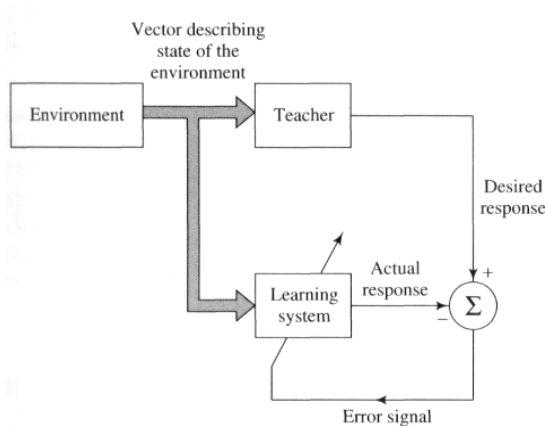 Vector describing
state of the
environment
Environment
Teacher
Desired
response
+
Actual
response
Learning
system
−
Σ
Error signal